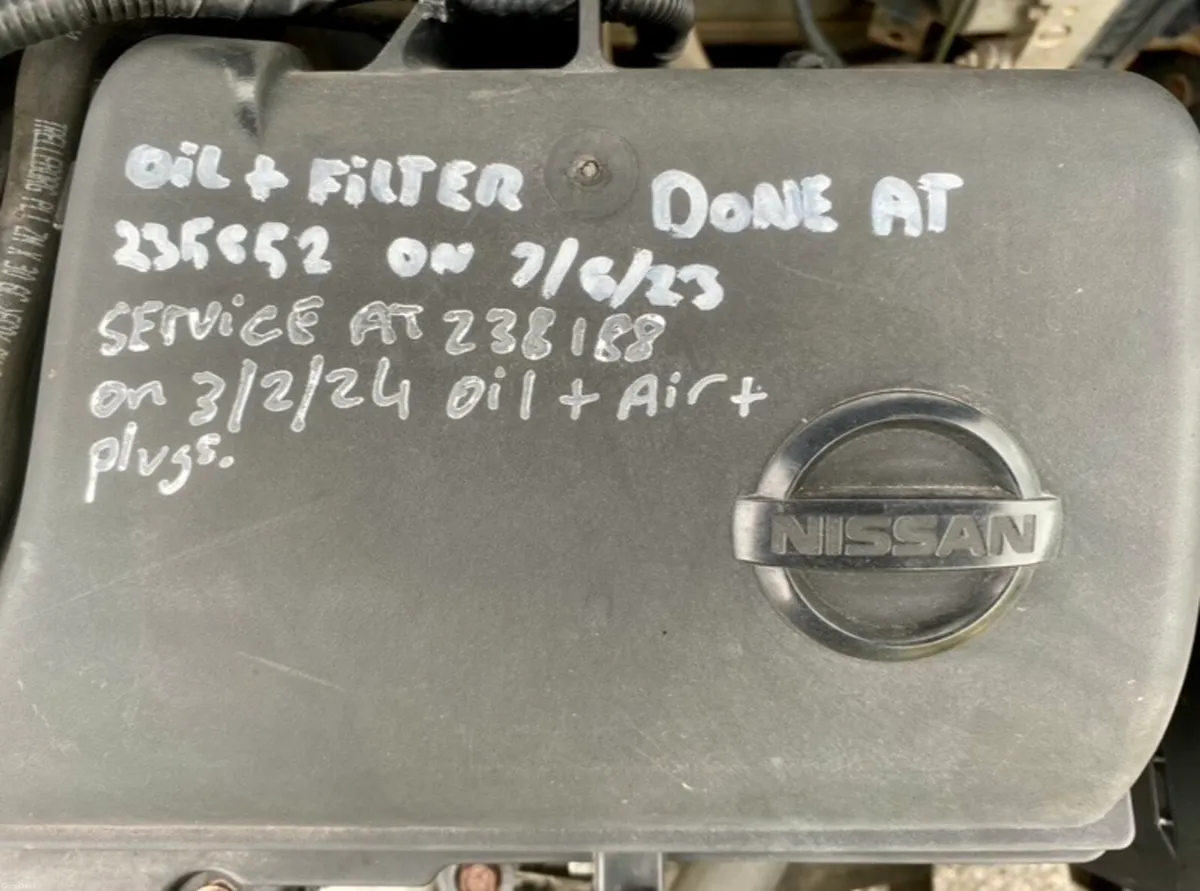 OiL + FiLTER DONE AT
on 7/6/23
SERViCE AT 238188
on 3/2/24 Oil + Air +
plugs.
NISSAN